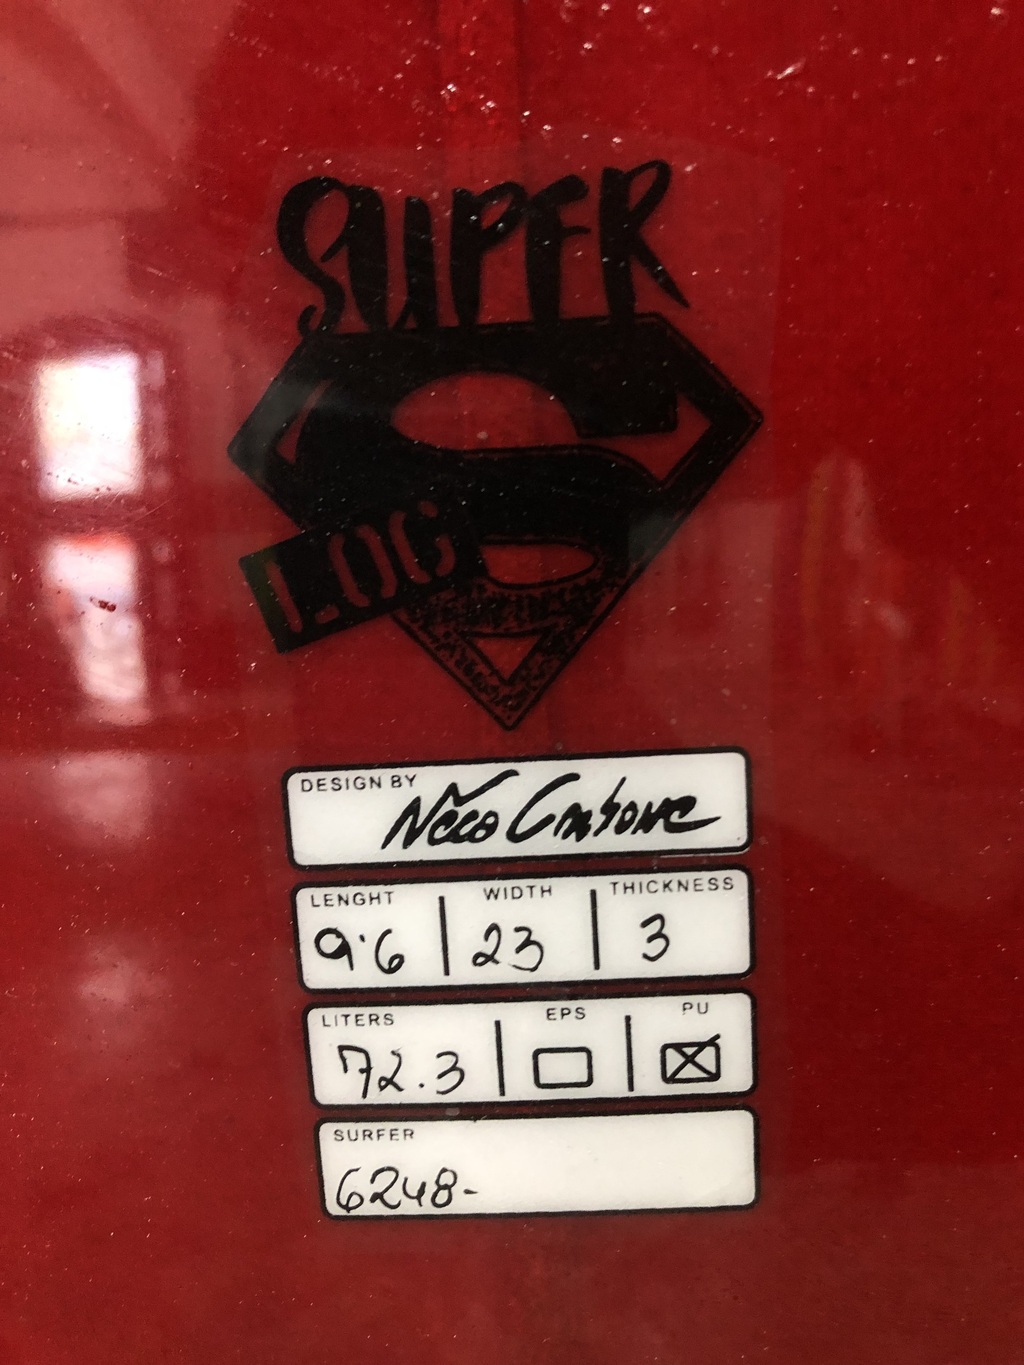 SUPER
S
LOG
DESIGN BY
Neco Carbone
LENGHT WIDTH THICKNESS
9'6 23 3
LITERS EPS PU
72.3
SURFER
6248-